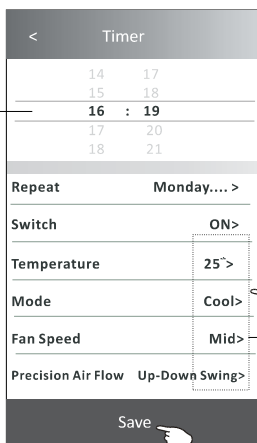 < Timer
14 17
15 18
16 : 19
17 20
18 21
Repeat Monday.... >
Switch ON>
Temperature 25 >
Mode Cool>
Fan Speed Mid>
Precision Air Flow Up-Down Swing>
Save